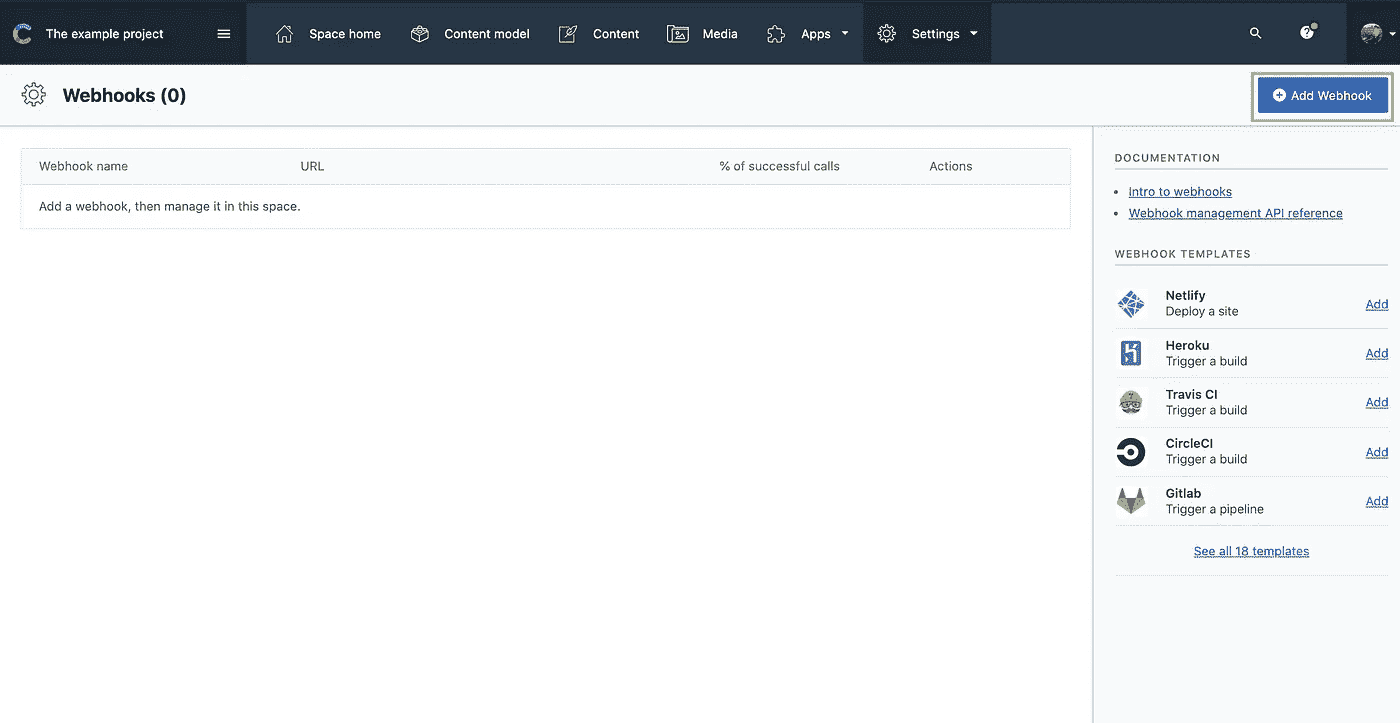 The example project
Space home
Content model
Content
Media
Apps
Settings
?
Webhooks (0)
Add Webhook
Webhook name URL % of successful calls Actions
Add a webhook, then manage it in this space.
DOCUMENTATION
Intro to webhooks
Webhook management API reference
WEBHOOK TEMPLATES
Netlify
Deploy a site
Add
Heroku
Trigger a build
Add
Travis CI
Trigger a build
Add
CircleCI
Trigger a build
Add
Gitlab
Trigger a pipeline
Add
See all 18 templates